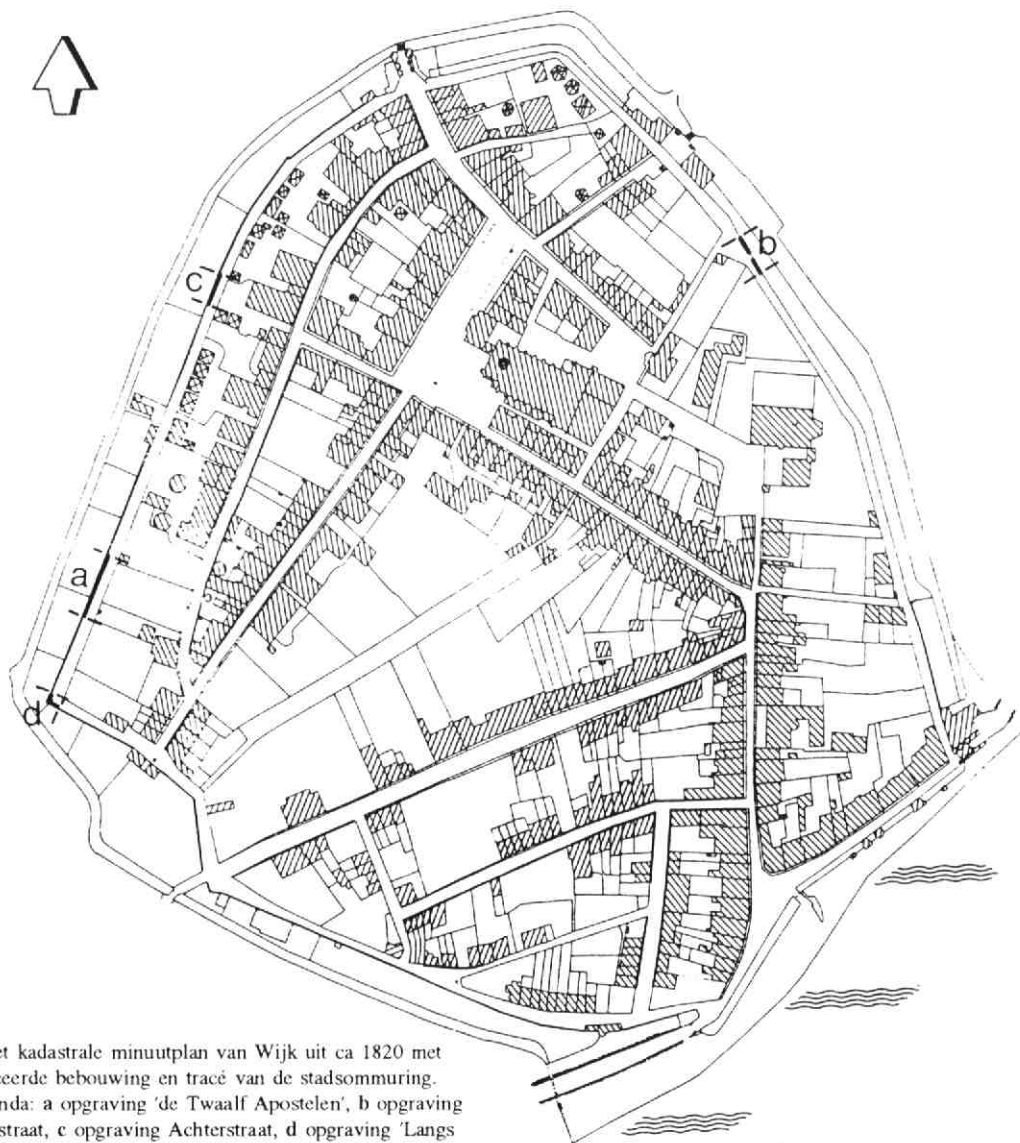 c
b
a
d
et kadastrale minuutplan van Wijk uit ca 1820 met
eerde bebouwing en tracé van de stadsommuring.
nda: a opgraving 'de Twaalf Apostelen', b opgraving
straat, c opgraving Achterstraat, d opgraving 'Langs